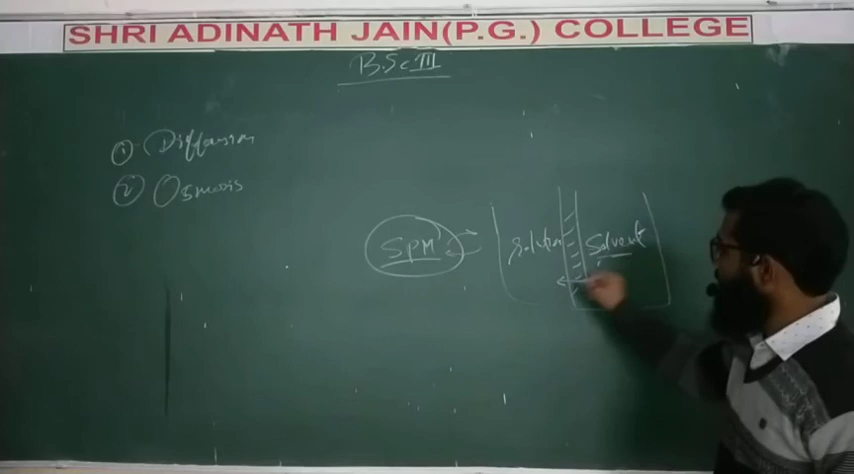 SHRI ADINATH JAIN(P.G.) COLLEGE
B.Sc III
① Diffusion
② Osmosis
SPM
Solution
Solvent